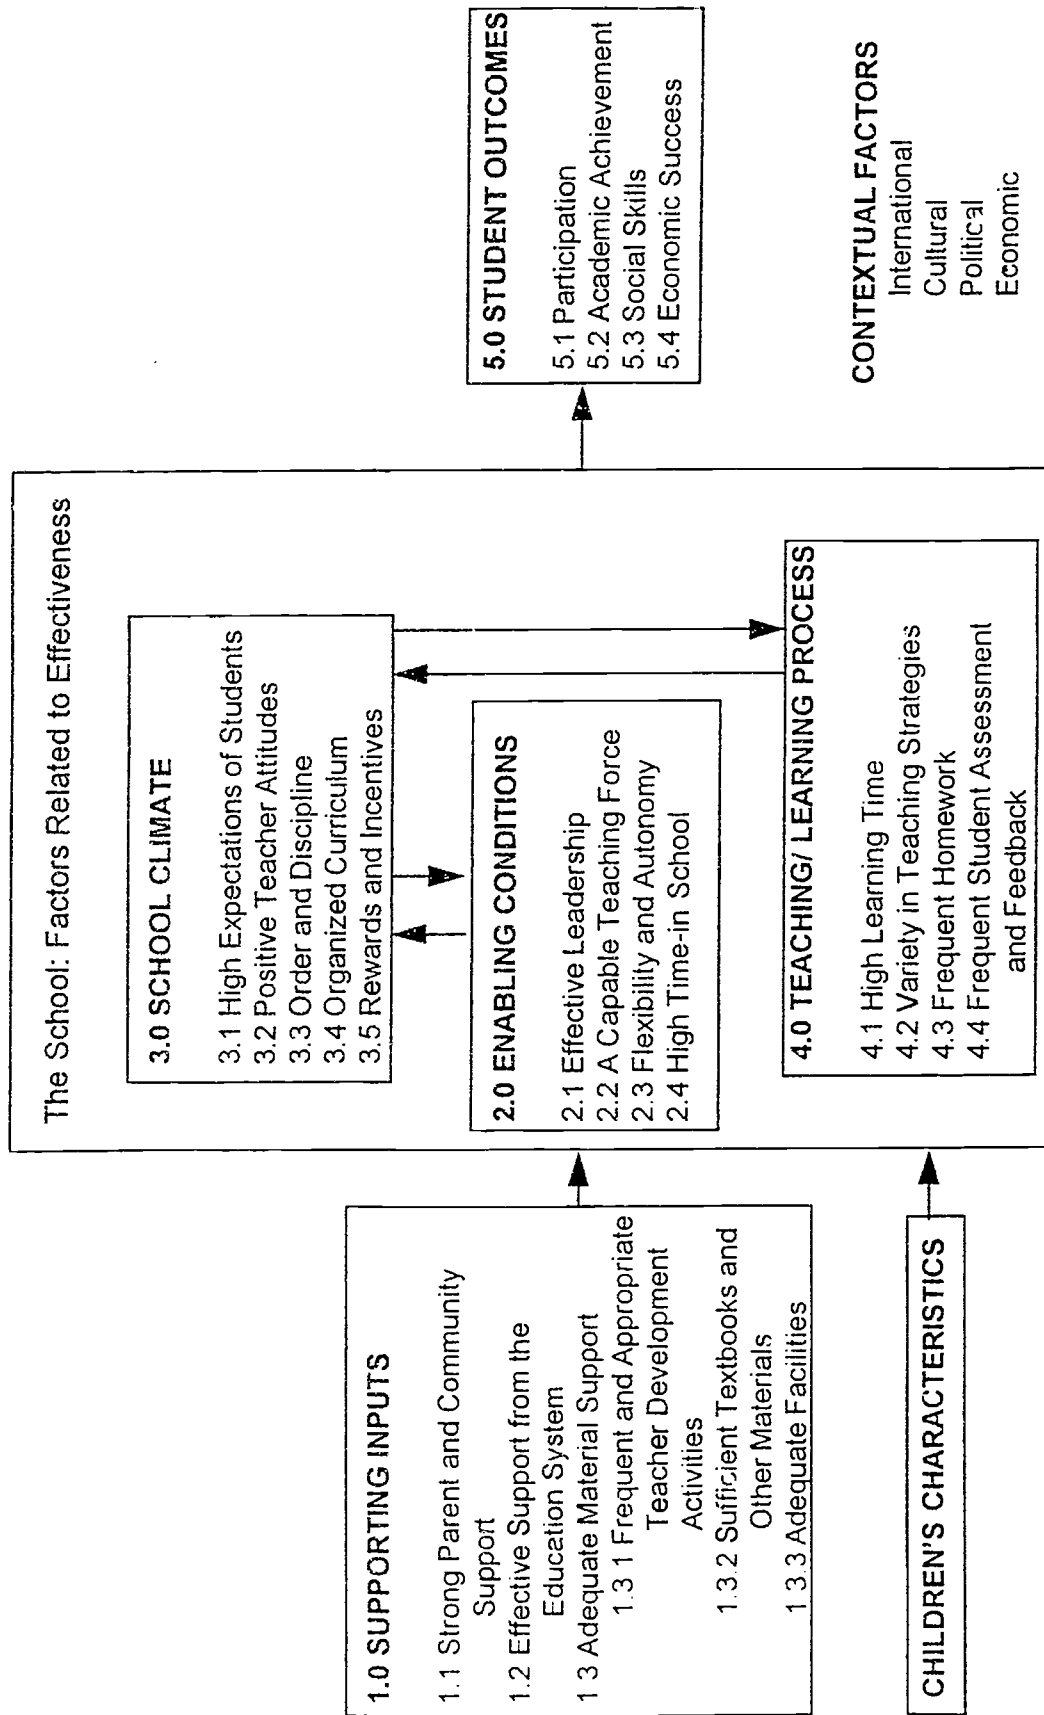 The School: Factors Related to Effectiveness
1.0 SUPPORTING INPUTS
1.1 Strong Parent and Community
Support
1.2 Effective Support from the
Education System
1 3 Adequate Material Support
1.3 1 Frequent and Appropriate
Teacher Development
Activities
1.3.2 Sufficient Textbooks and
Other Materials
1 3.3 Adequate Facilities
CHILDREN'S CHARACTERISTICS
3.0 SCHOOL CLIMATE
3.1 High Expectations of Students
3.2 Positive Teacher Attitudes
3.3 Order and Discipline
3.4 Organized Curriculum
3.5 Rewards and Incentives
2.0 ENABLING CONDITIONS
2.1 Effective Leadership
2.2 A Capable Teaching Force
2.3 Flexibility and Autonomy
2.4 High Time-in School
4.0 TEACHING/ LEARNING PROCESS
4.1 High Learning Time
4.2 Variety in Teaching Strategies
4.3 Frequent Homework
4.4 Frequent Student Assessment
and Feedback
5.0 STUDENT OUTCOMES
5.1 Participation
5.2 Academic Achievement
5.3 Social Skills
5.4 Economic Success
CONTEXTUAL FACTORS
International
Cultural
Political
Economic